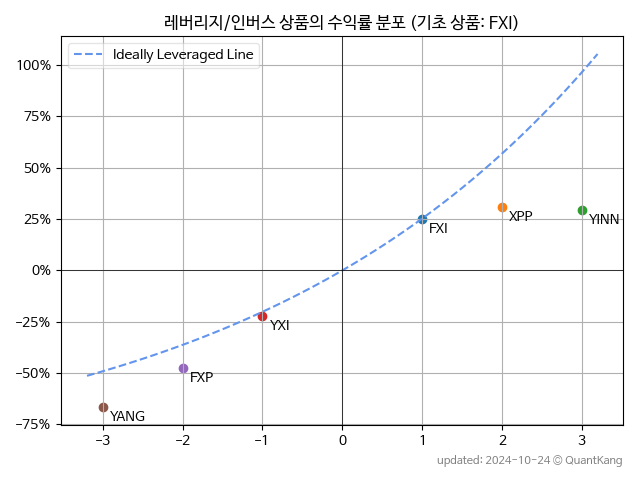 레버리지/인버스 상품의 수익률 분포 (기초 상품: FXI)
Ideally Leveraged Line
100%
75%
50%
25%
0%
−25%
−50%
−75%
XPP
YINN
FXI
YXI
FXP
YANG
−3
−2
−1
0
1
2
3
updated: 2024-10-24 © QuantKang